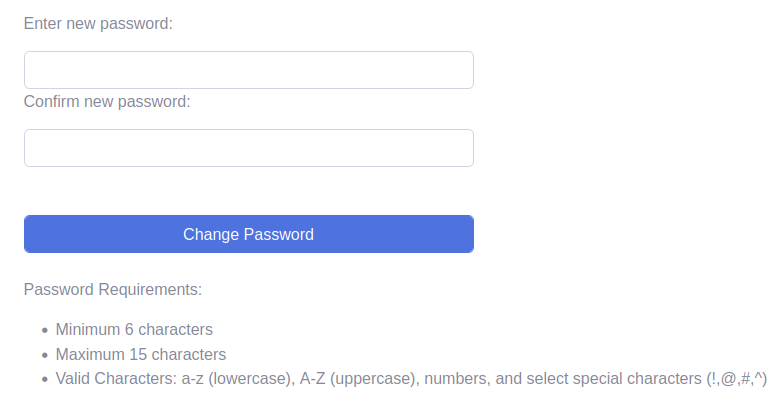 Enter new password:
Confirm new password:
Change Password
Password Requirements:
• Minimum 6 characters
• Maximum 15 characters
• Valid Characters: a-z (lowercase), A-Z (uppercase), numbers, and select special characters (!,@,#,^)